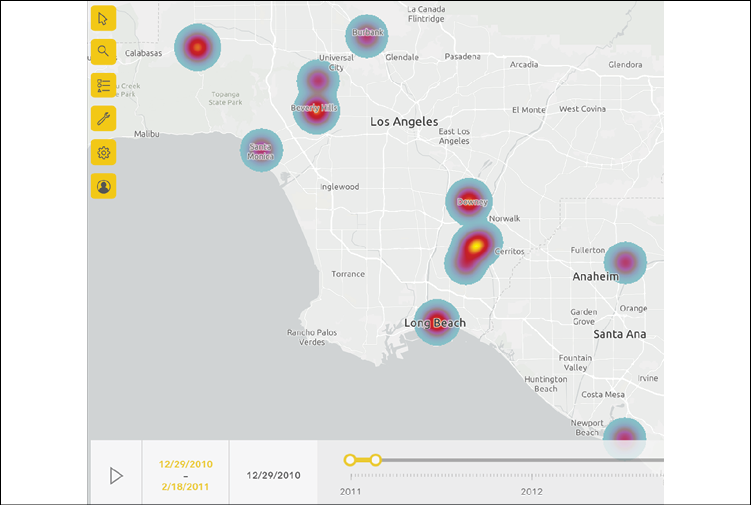 La Canada
Flintridge
Burbank
Calabasas
Universal
City
Glendale
Pasadena
Arcadia
Glendora
Topanga
State Park
Beverly Hills
Los Angeles
El Monte
West Covina
East Los
Angeles
Malibu
Santa
Monica
Inglewood
Downey
Norwalk
Cerritos
Fullerton
Torrance
Anaheim
Long Beach
Orange
Garden
Grove
Rancho Palos
Verdes
Santa Ana
Fountain
Valley
Huntington
Beach
Irvine
Costa Mesa
Newport
Beach
12/29/2010
–
2/18/2011
12/29/2010
2011
2012